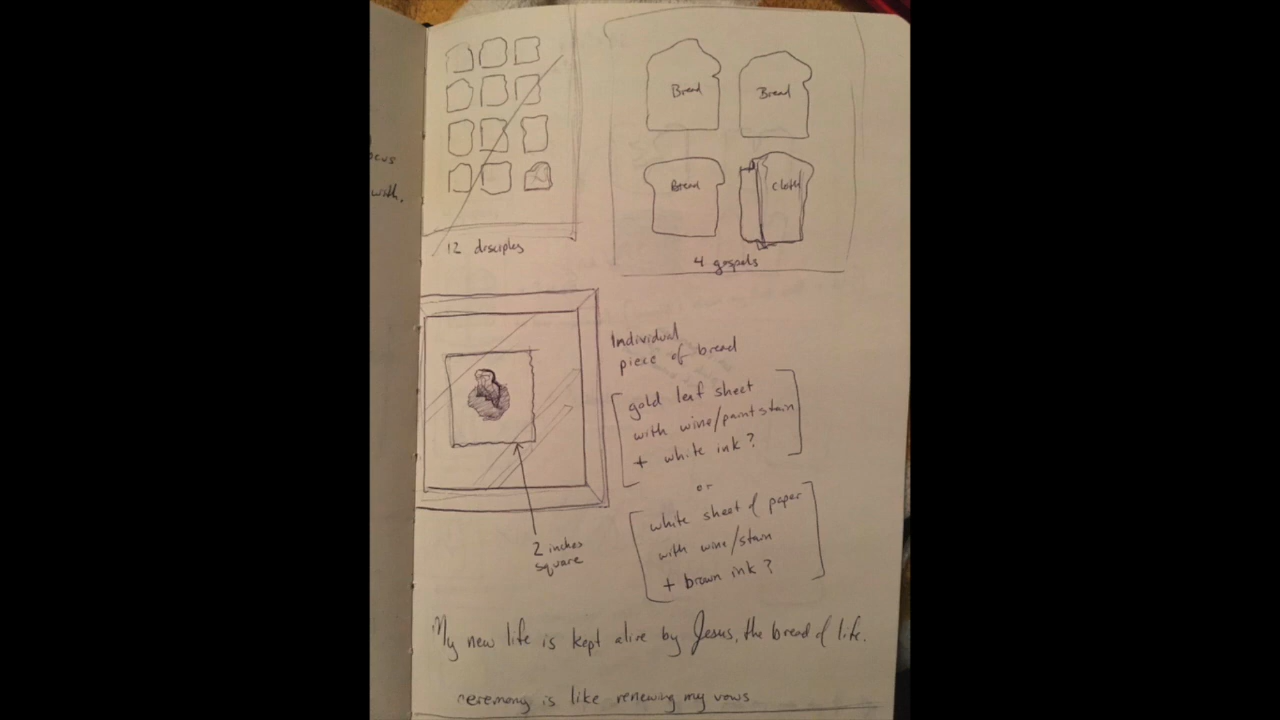 ocus
with.
12 disciples
Bread
Bread
Bread
Cloth
4 gospels
Individual
piece of bread
gold leaf sheet
with wine/paint stain
+ white ink?
or
white sheet of paper
with wine/stain
+ brown ink?
2 inches
square
My new life is kept alive by Jesus, the bread of life.
ceremony is like renewing my vows